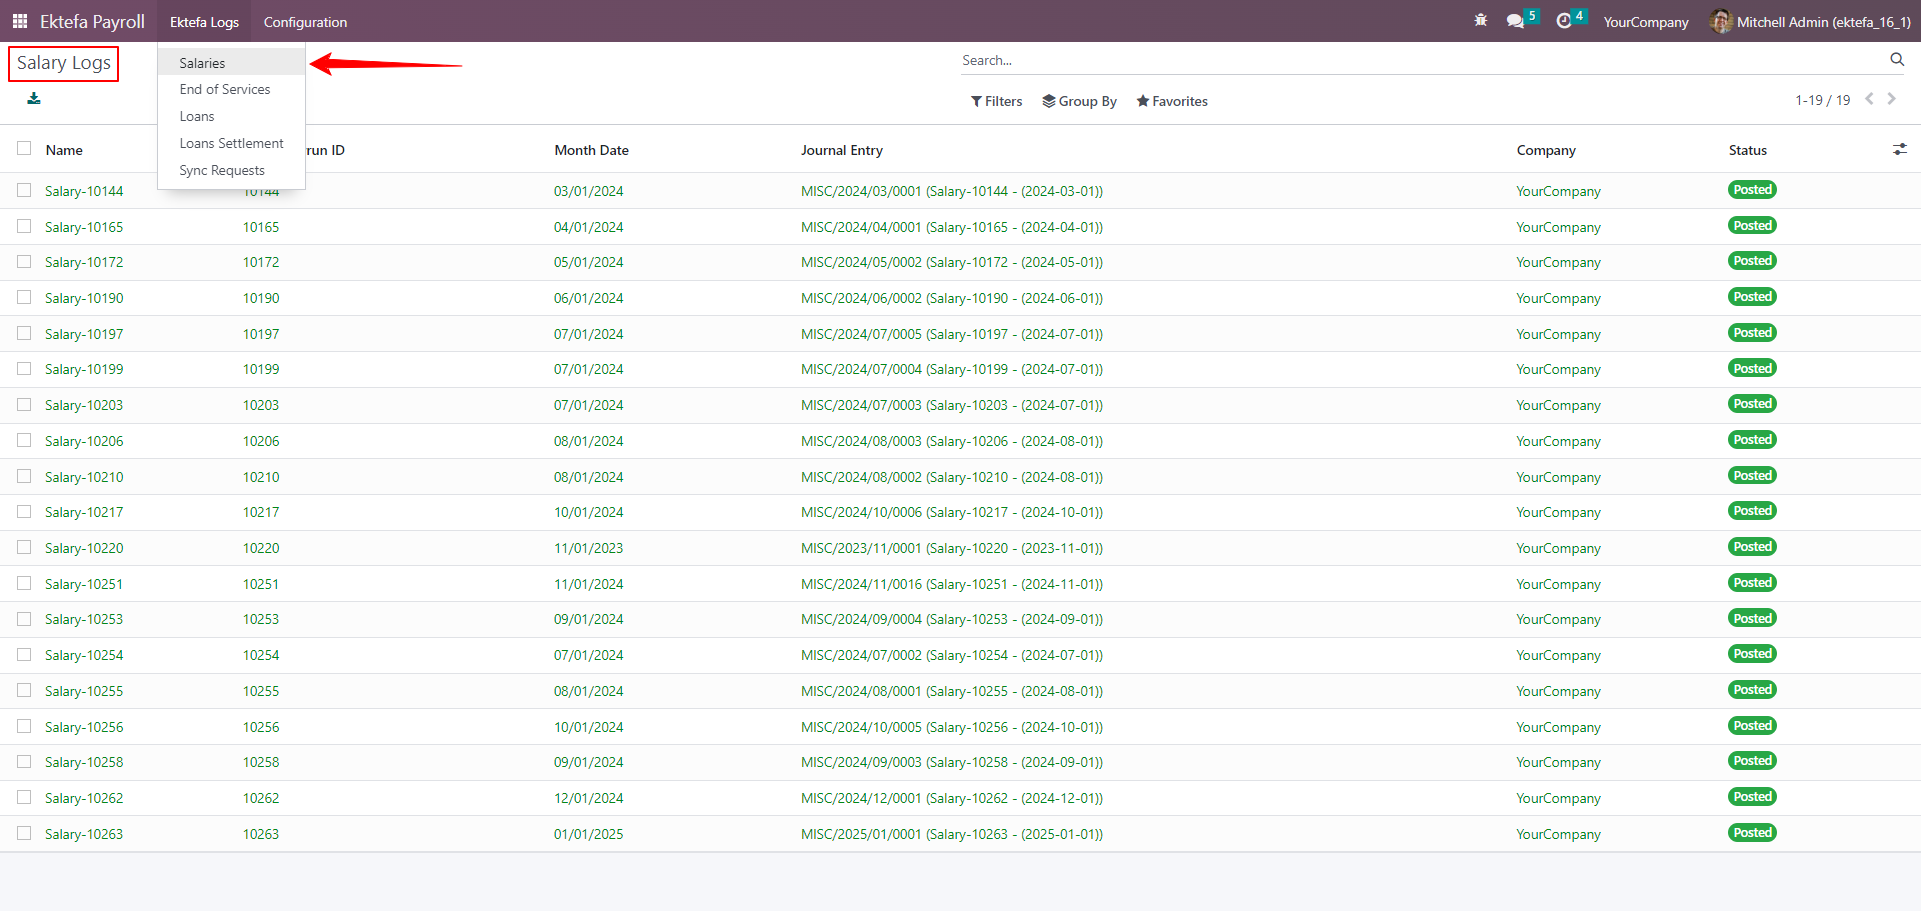 Ektefa Payroll Ektefa Logs Configuration 5 4 YourCompany Mitchell Admin (ektefa_16_1)
Salary Logs Salaries Search...
End of Services
Filters Group By Favorites 1-19 / 19
Loans
Loans Settlement
Sync Requests
Name run ID Month Date Journal Entry Company Status
Salary-10144 10144 03/01/2024 MISC/2024/03/0001 (Salary-10144 - (2024-03-01)) YourCompany Posted
Salary-10165 10165 04/01/2024 MISC/2024/04/0001 (Salary-10165 - (2024-04-01)) YourCompany Posted
Salary-10172 10172 05/01/2024 MISC/2024/05/0002 (Salary-10172 - (2024-05-01)) YourCompany Posted
Salary-10190 10190 06/01/2024 MISC/2024/06/0002 (Salary-10190 - (2024-06-01)) YourCompany Posted
Salary-10197 10197 07/01/2024 MISC/2024/07/0005 (Salary-10197 - (2024-07-01)) YourCompany Posted
Salary-10199 10199 07/01/2024 MISC/2024/07/0004 (Salary-10199 - (2024-07-01)) YourCompany Posted
Salary-10203 10203 07/01/2024 MISC/2024/07/0003 (Salary-10203 - (2024-07-01)) YourCompany Posted
Salary-10206 10206 08/01/2024 MISC/2024/08/0003 (Salary-10206 - (2024-08-01)) YourCompany Posted
Salary-10210 10210 08/01/2024 MISC/2024/08/0002 (Salary-10210 - (2024-08-01)) YourCompany Posted
Salary-10217 10217 10/01/2024 MISC/2024/10/0006 (Salary-10217 - (2024-10-01)) YourCompany Posted
Salary-10220 10220 11/01/2023 MISC/2023/11/0001 (Salary-10220 - (2023-11-01)) YourCompany Posted
Salary-10251 10251 11/01/2024 MISC/2024/11/0016 (Salary-10251 - (2024-11-01)) YourCompany Posted
Salary-10253 10253 09/01/2024 MISC/2024/09/0004 (Salary-10253 - (2024-09-01)) YourCompany Posted
Salary-10254 10254 07/01/2024 MISC/2024/07/0002 (Salary-10254 - (2024-07-01)) YourCompany Posted
Salary-10255 10255 08/01/2024 MISC/2024/08/0001 (Salary-10255 - (2024-08-01)) YourCompany Posted
Salary-10256 10256 10/01/2024 MISC/2024/10/0005 (Salary-10256 - (2024-10-01)) YourCompany Posted
Salary-10258 10258 09/01/2024 MISC/2024/09/0003 (Salary-10258 - (2024-09-01)) YourCompany Posted
Salary-10262 10262 12/01/2024 MISC/2024/12/0001 (Salary-10262 - (2024-12-01)) YourCompany Posted
Salary-10263 10263 01/01/2025 MISC/2025/01/0001 (Salary-10263 - (2025-01-01)) YourCompany Posted